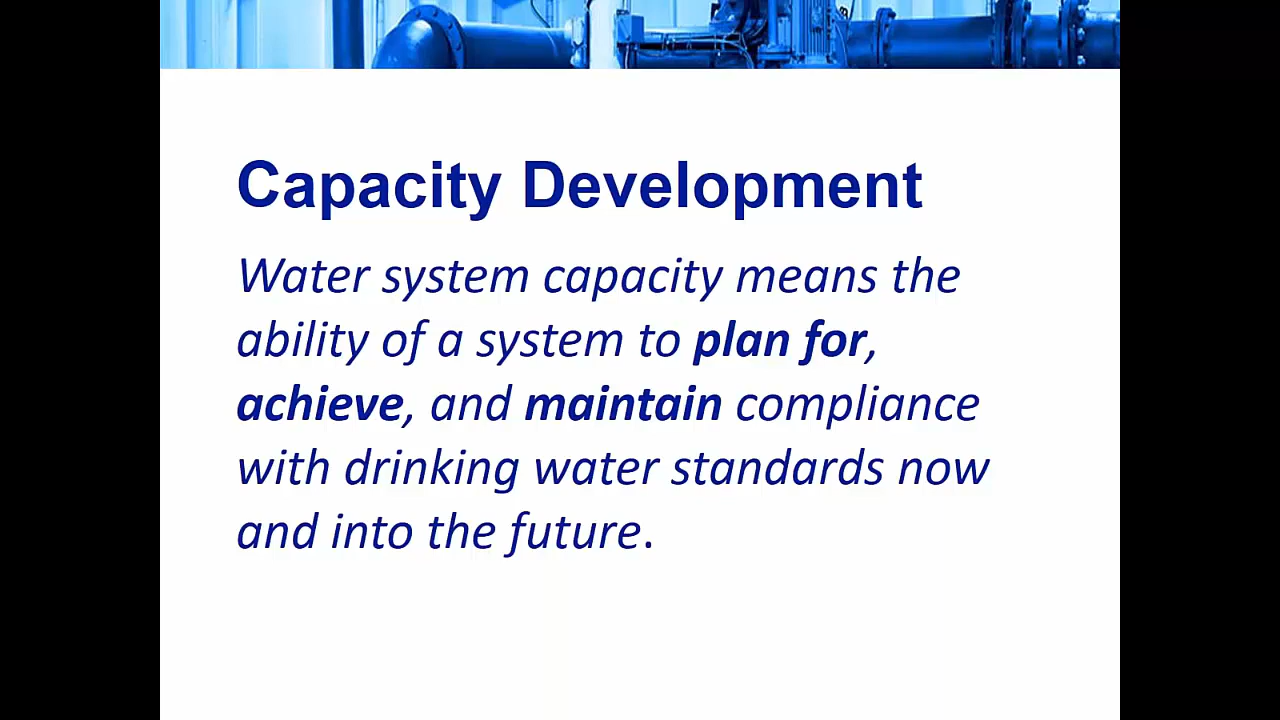 Capacity Development
Water system capacity means the
ability of a system to plan for,
achieve, and maintain compliance
with drinking water standards now
and into the future.